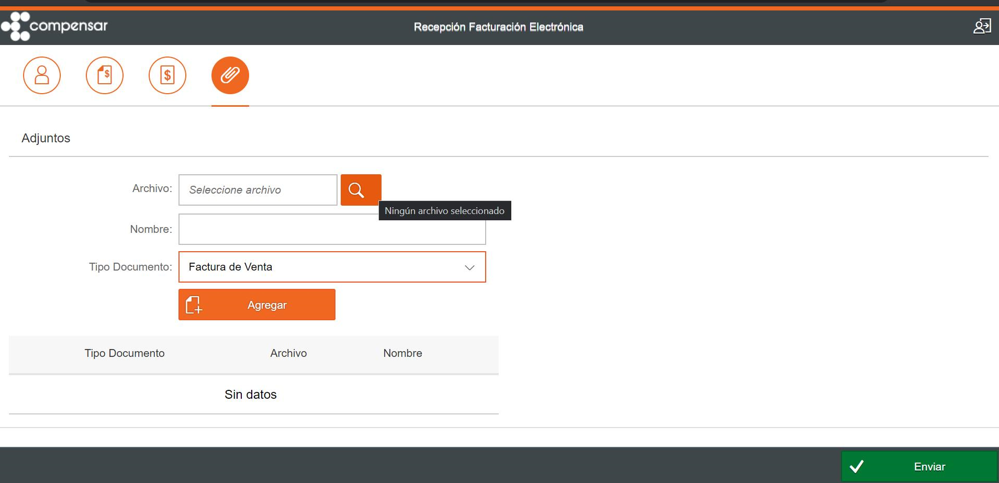 compensar
Recepción Facturación Electrónica
Adjuntos
Archivo: Seleccione archivo
Ningún archivo seleccionado
Nombre:
Tipo Documento: Factura de Venta
Agregar
Tipo Documento Archivo Nombre
Sin datos
Enviar